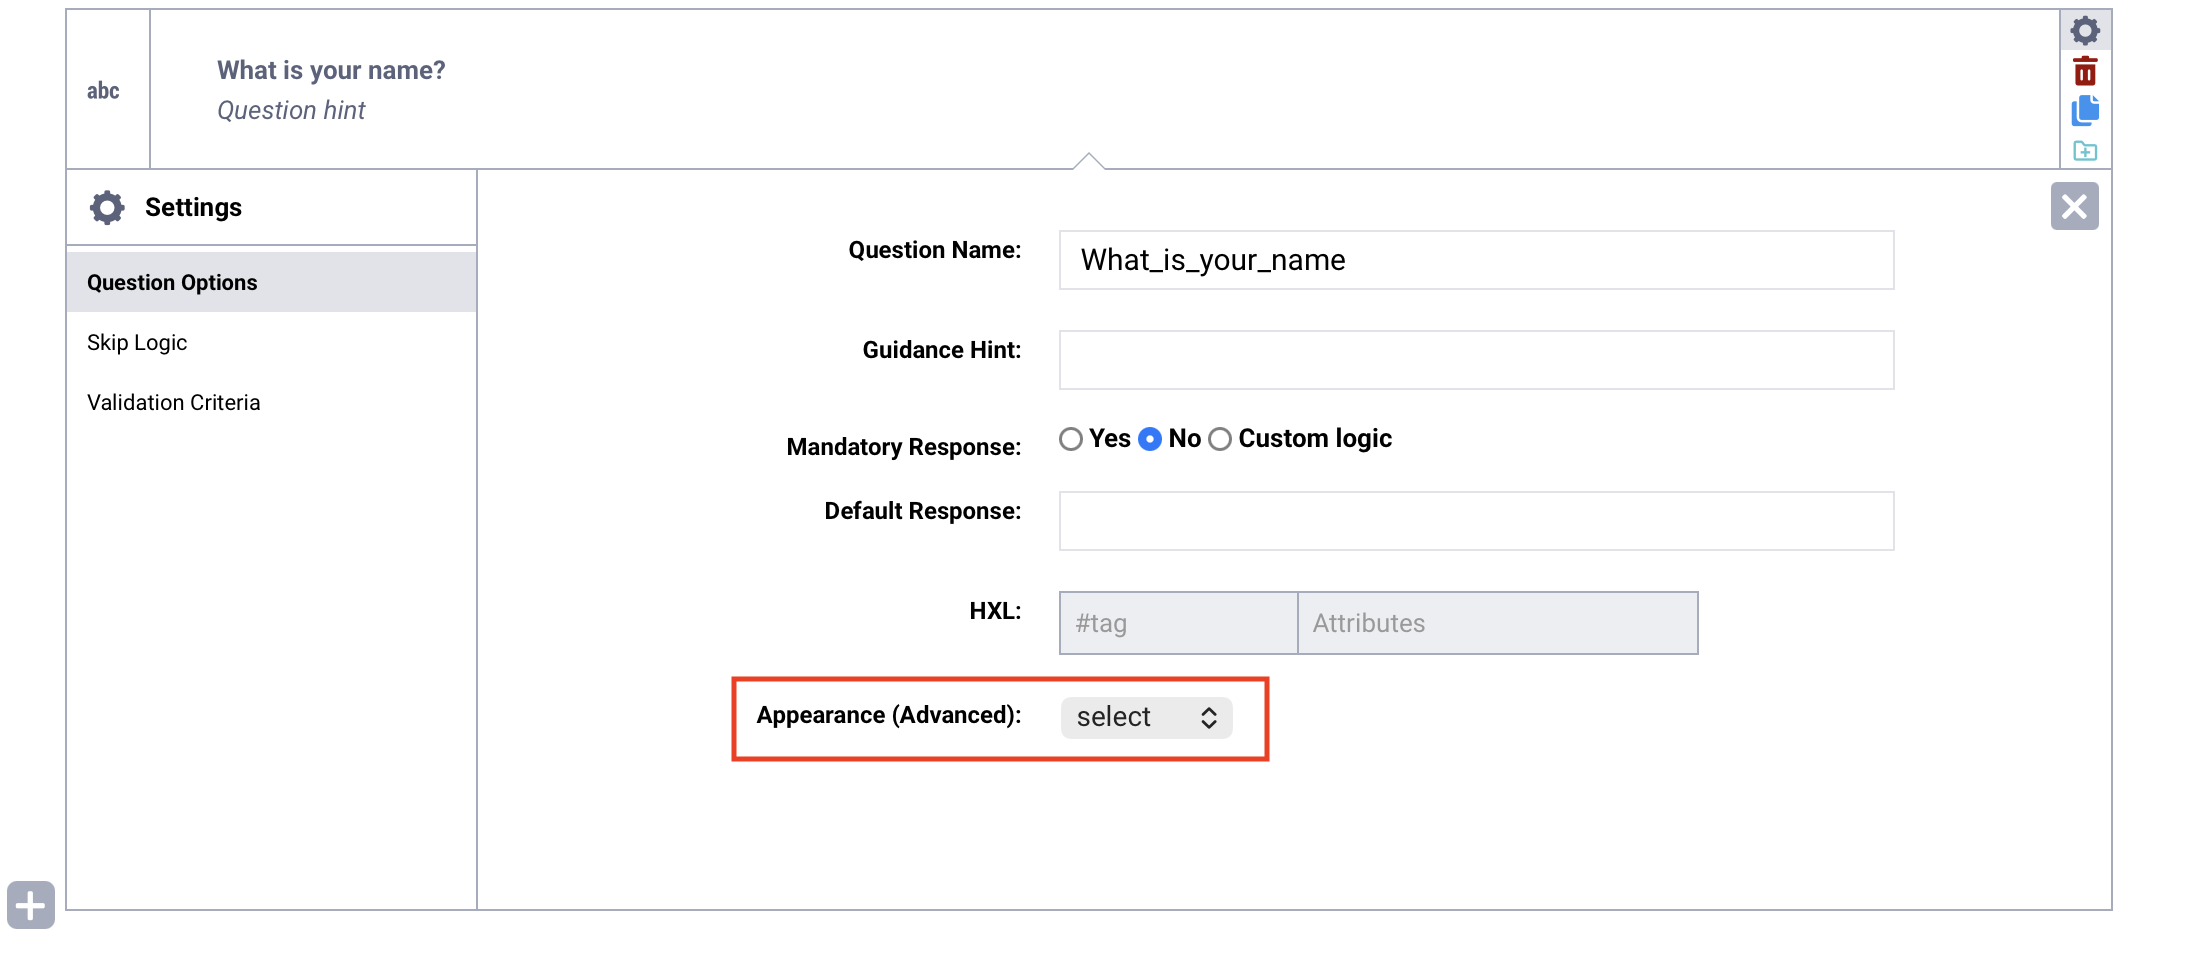 abc
What is your name?
Question hint
Settings
Question Options
Skip Logic
Validation Criteria
Question Name: What_is_your_name
Guidance Hint:
Mandatory Response: Yes No Custom logic
Default Response:
HXL: #tag Attributes
Appearance (Advanced): select